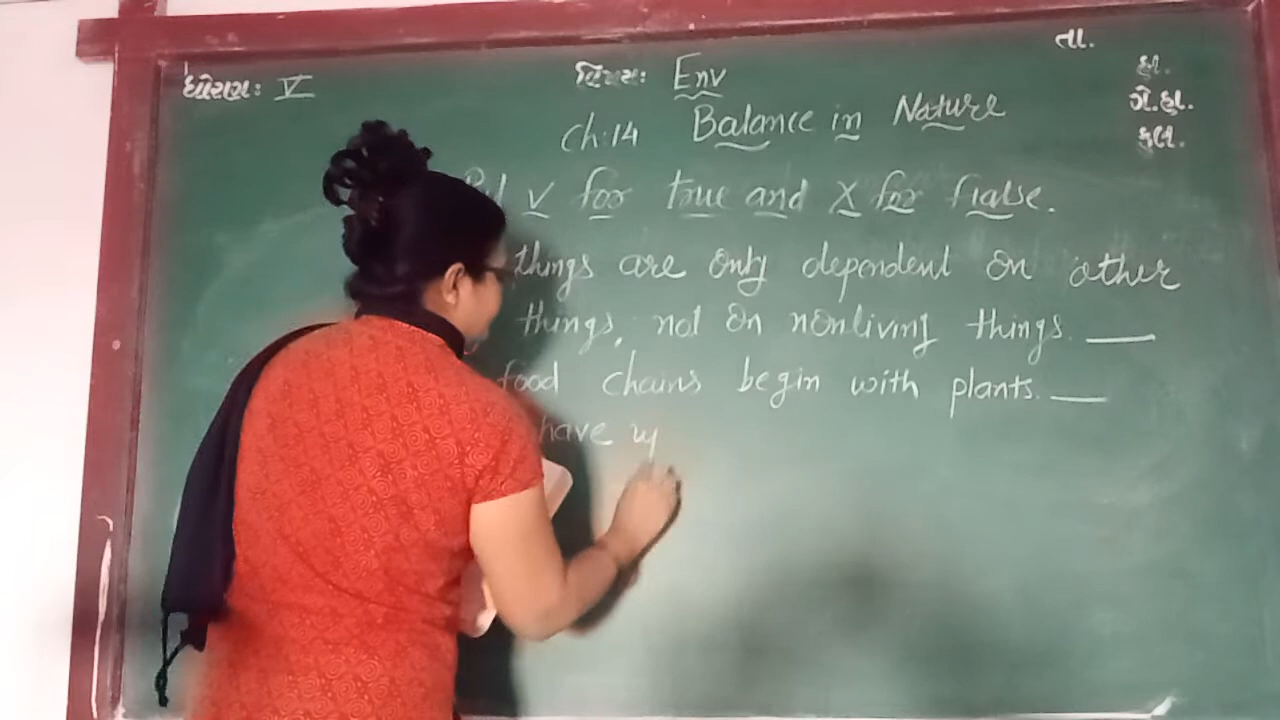 ધોરણઃ V
વિષયઃ Env
તા.
હા.
ગે.હા.
કુલ.
Ch:14 Balance in Nature
V for true and X for flalse.
things are only dependent on other
things, not on nonliving things.
food chains begin with plants.
have